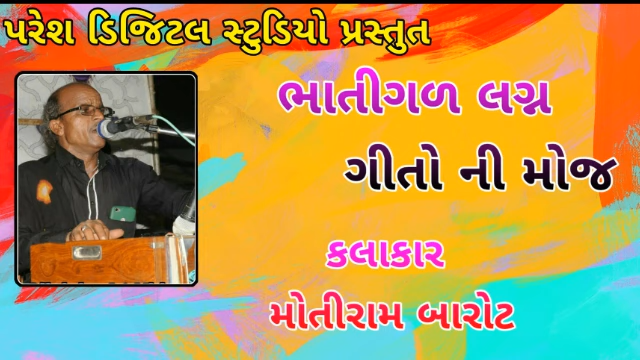 પરેશ ડિજિટલ સ્ટુડિયો પ્રસ્તુત
ભાતીગળ લગ્ન
ગીતો ની મોજ
કલાકાર
મોતીરામ બારોટ